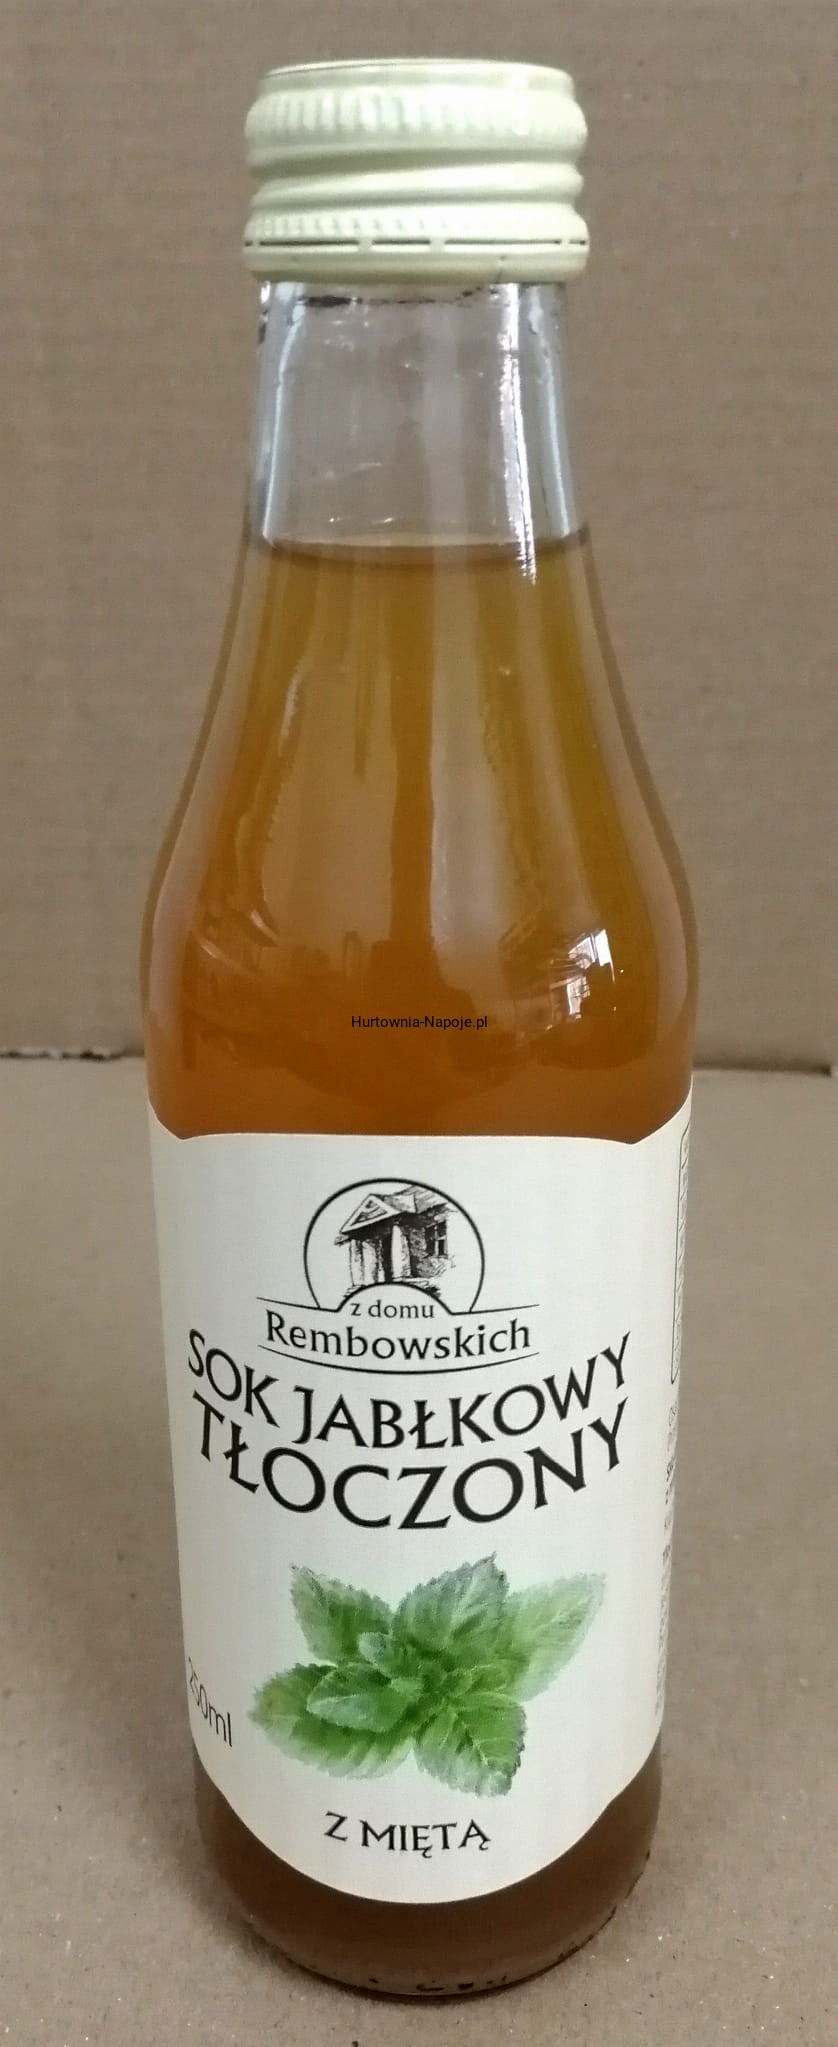 Hurtownia-Napoje.pl
z domu
Rembowskich
SOK JABŁKOWY
TŁOCZONY
250ml
Z MIĘTĄ